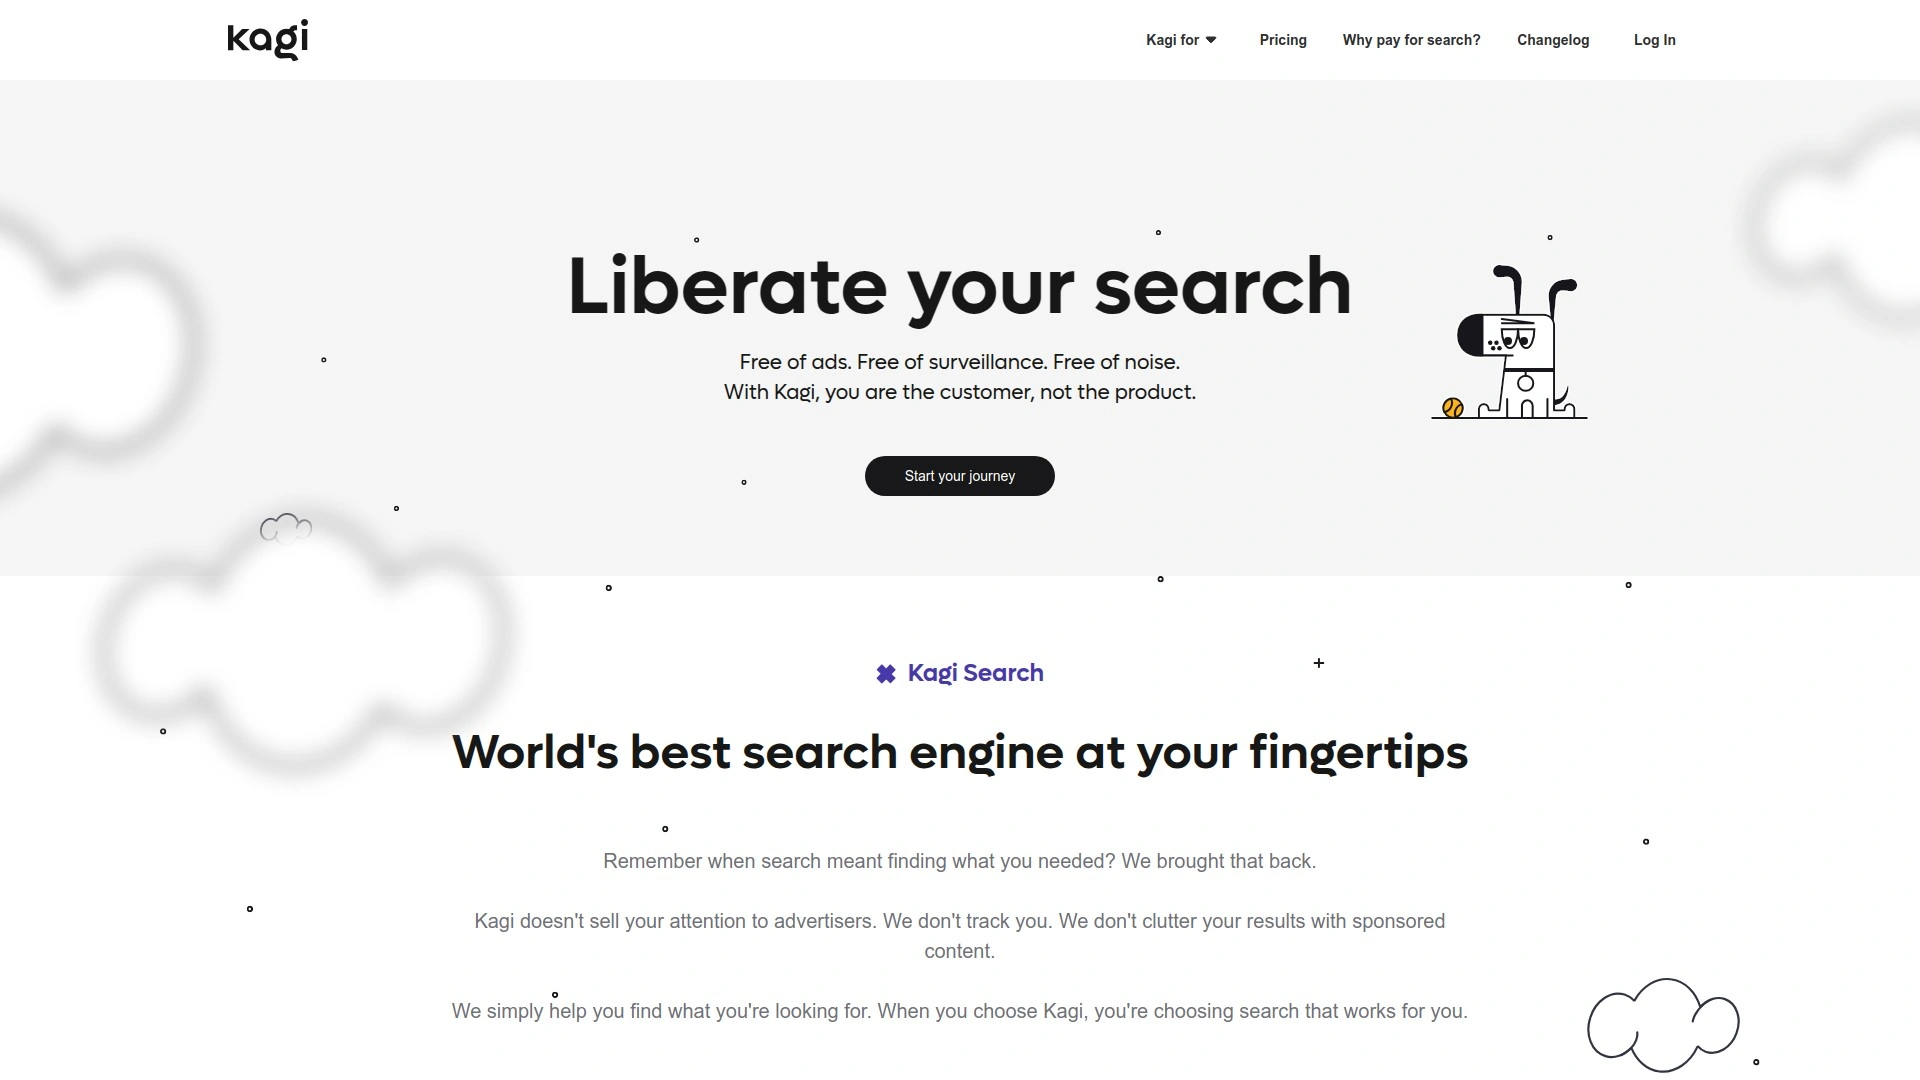 kagi
Kagi for
Pricing
Why pay for search?
Changelog
Log In
Liberate your search
Free of ads. Free of surveillance. Free of noise.
With Kagi, you are the customer, not the product.
Start your journey
Kagi Search
World's best search engine at your fingertips
Remember when search meant finding what you needed? We brought that back.
Kagi doesn't sell your attention to advertisers. We don't track you. We don't clutter your results with sponsored
content.
We simply help you find what you're looking for. When you choose Kagi, you're choosing search that works for you.